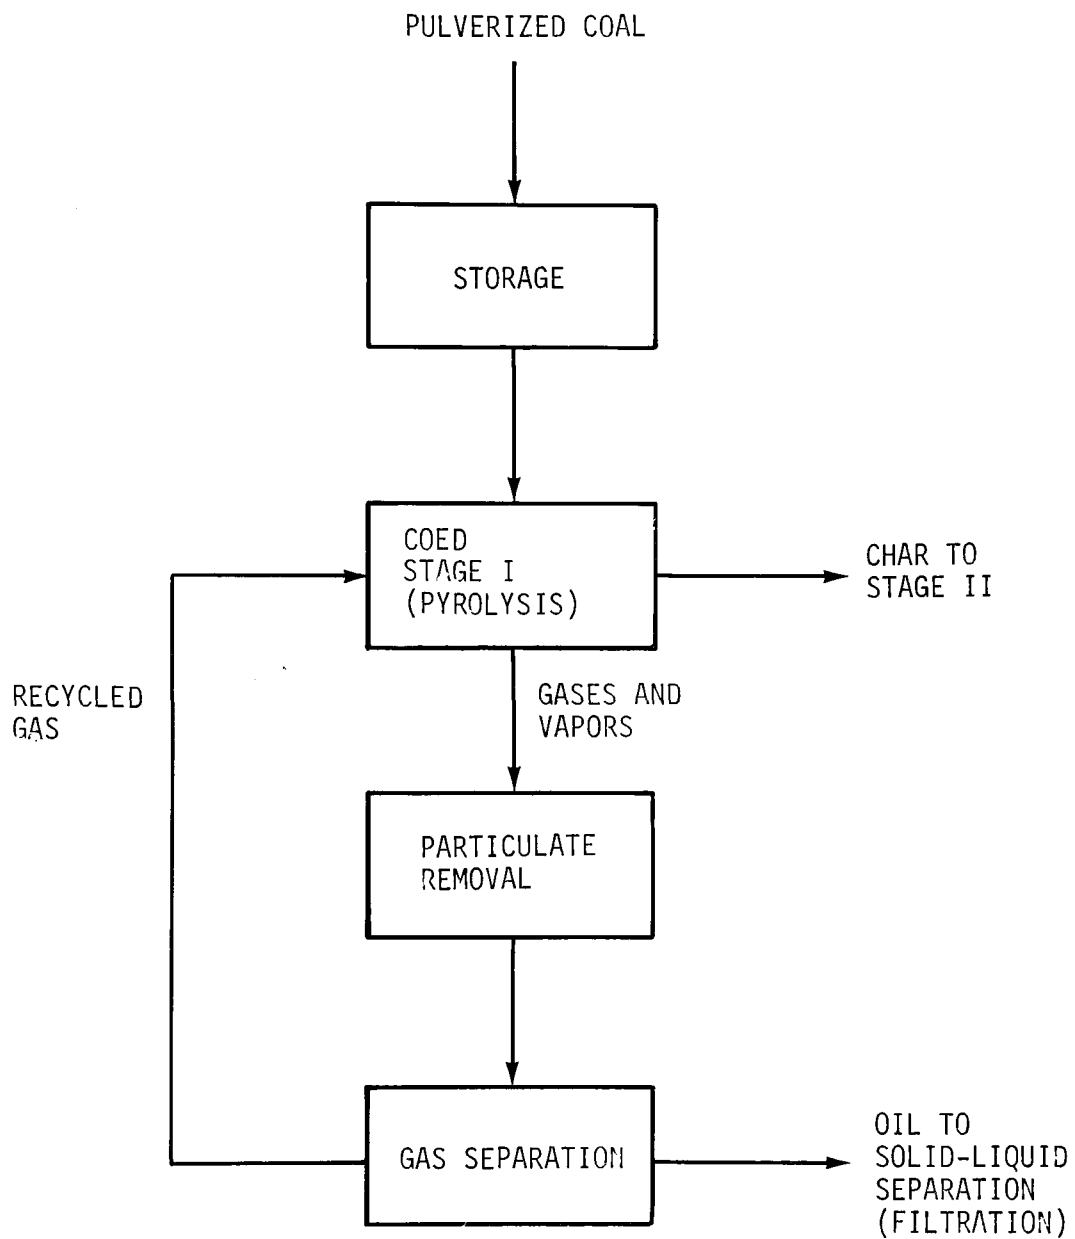 PULVERIZED COAL
STORAGE
COED
STAGE I
(PYROLYSIS)
CHAR TO
STAGE II
RECYCLED
GAS
GASES AND
VAPORS
PARTICULATE
REMOVAL
GAS SEPARATION
OIL TO
SOLID-LIQUID
SEPARATION
(FILTRATION)